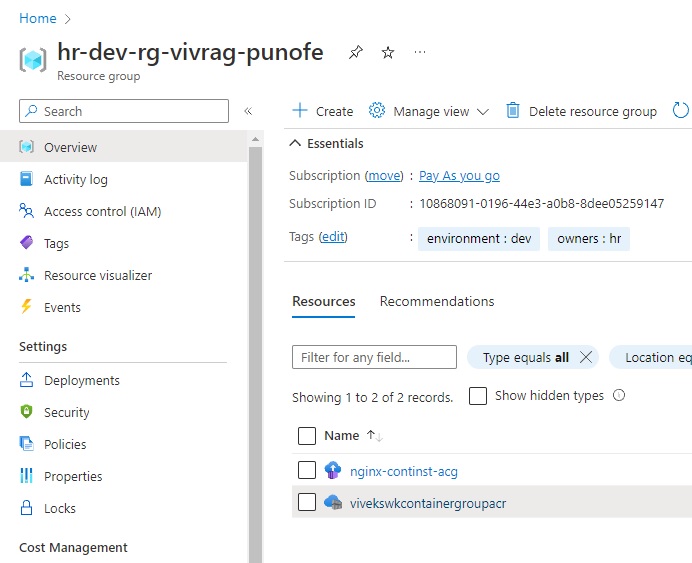 Home
hr-dev-rg-vivrag-punofe
Resource group
Search
Overview
Activity log
Access control (IAM)
Tags
Resource visualizer
Events
Settings
Deployments
Security
Policies
Properties
Locks
Cost Management
Create Manage view Delete resource group
Essentials
Subscription (move) : Pay As you go
Subscription ID : 10868091-0196-44e3-a0b8-8dee05259147
Tags (edit) : environment : dev owners : hr
Resources Recommendations
Filter for any field... Type equals all Location eq
Showing 1 to 2 of 2 records. Show hidden types
Name
nginx-continst-acg
vivekswkcontainergroupacr